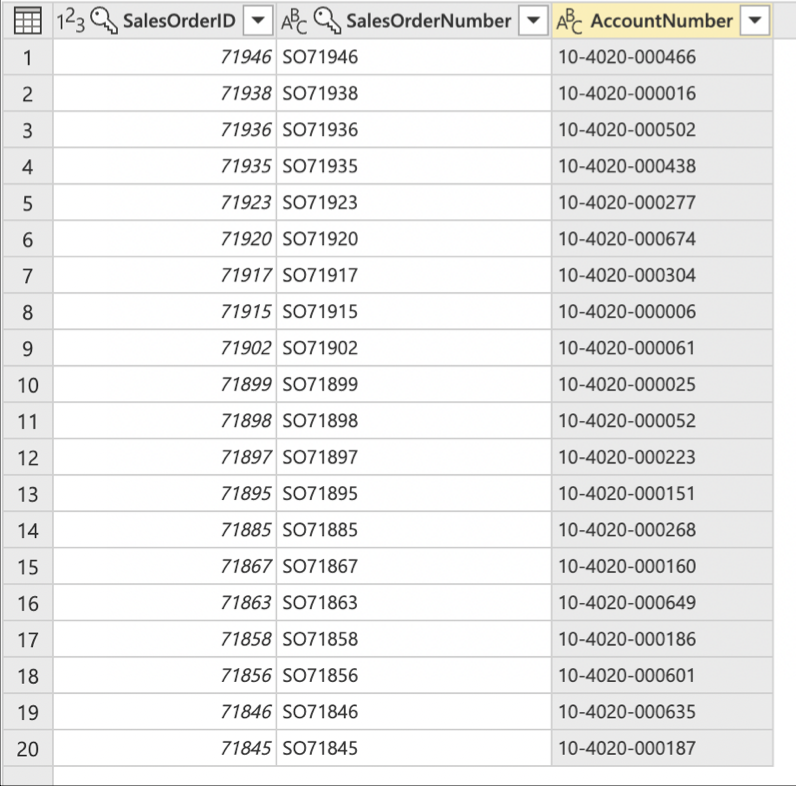 123 SalesOrderID ABC SalesOrderNumber ABC AccountNumber
1 71946 SO71946 10-4020-000466
2 71938 SO71938 10-4020-000016
3 71936 SO71936 10-4020-000502
4 71935 SO71935 10-4020-000438
5 71923 SO71923 10-4020-000277
6 71920 SO71920 10-4020-000674
7 71917 SO71917 10-4020-000304
8 71915 SO71915 10-4020-000006
9 71902 SO71902 10-4020-000061
10 71899 SO71899 10-4020-000025
11 71898 SO71898 10-4020-000052
12 71897 SO71897 10-4020-000223
13 71895 SO71895 10-4020-000151
14 71885 SO71885 10-4020-000268
15 71867 SO71867 10-4020-000160
16 71863 SO71863 10-4020-000649
17 71858 SO71858 10-4020-000186
18 71856 SO71856 10-4020-000601
19 71846 SO71846 10-4020-000635
20 71845 SO71845 10-4020-000187